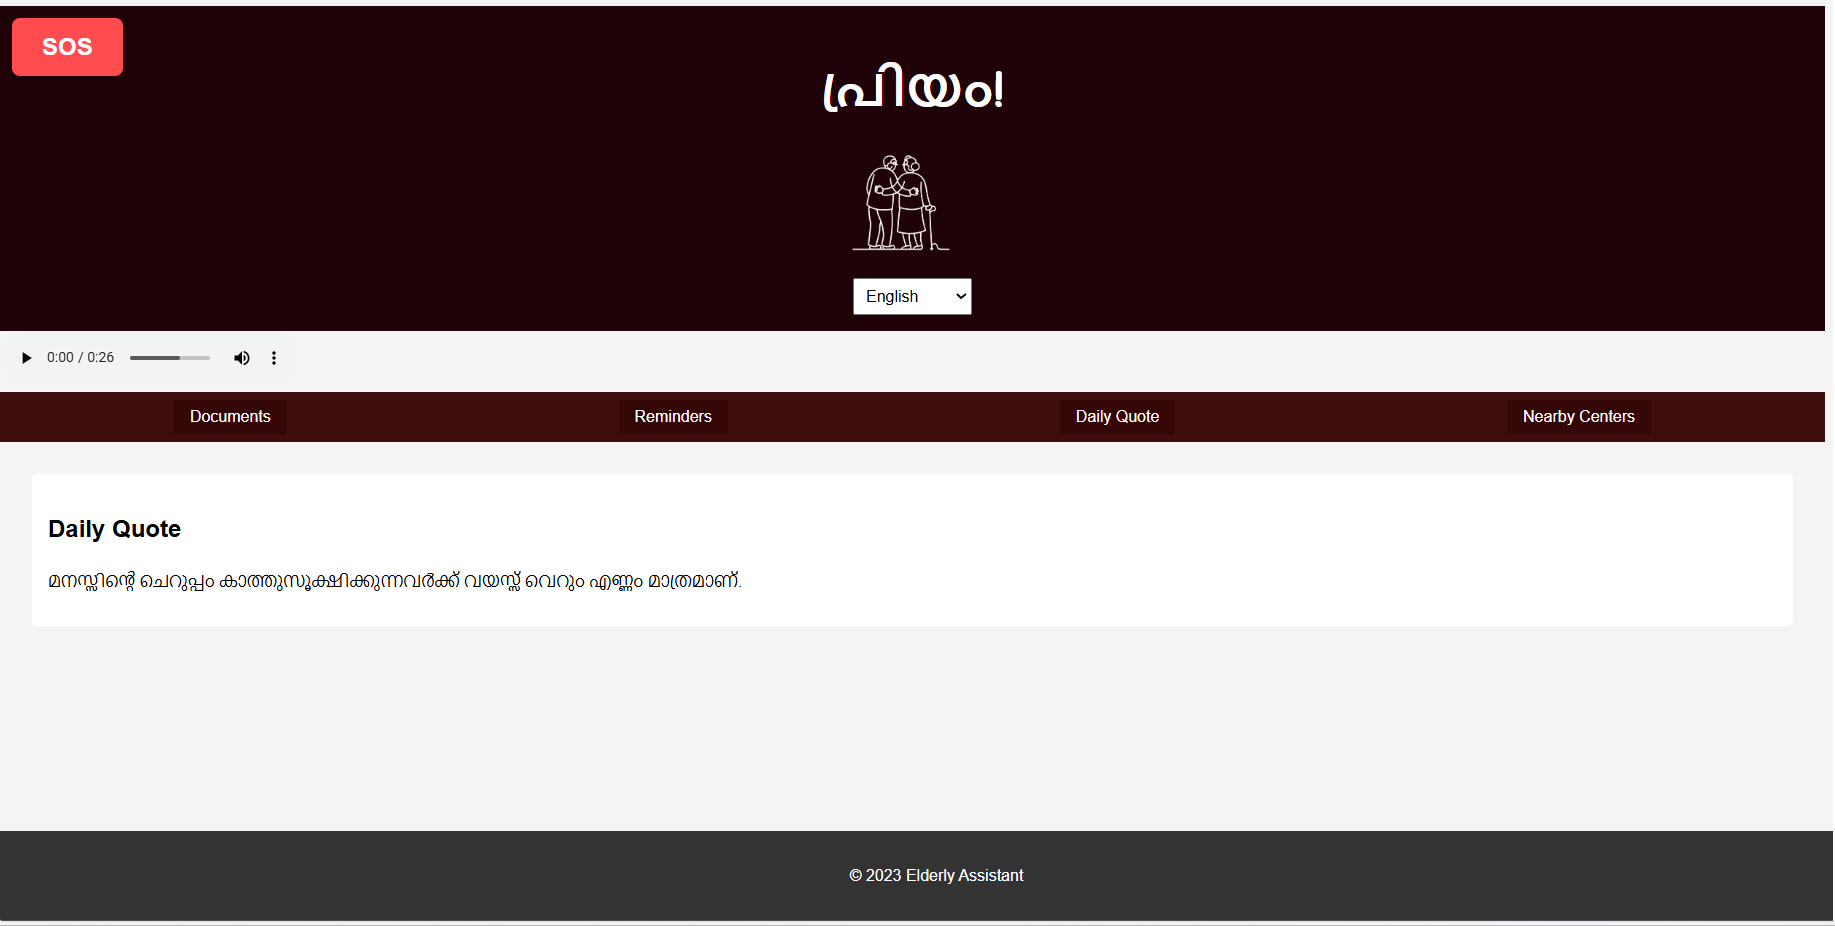 SOS
പ്രിയം!
English
0:00 / 0:26
Documents
Reminders
Daily Quote
Nearby Centers
Daily Quote
മനസ്സിന്റെ ചെറുപ്പം കാത്തുസൂക്ഷിക്കുന്നവർക്ക് വയസ്സ് വെറും എണ്ണം മാത്രമാണ്.
© 2023 Elderly Assistant